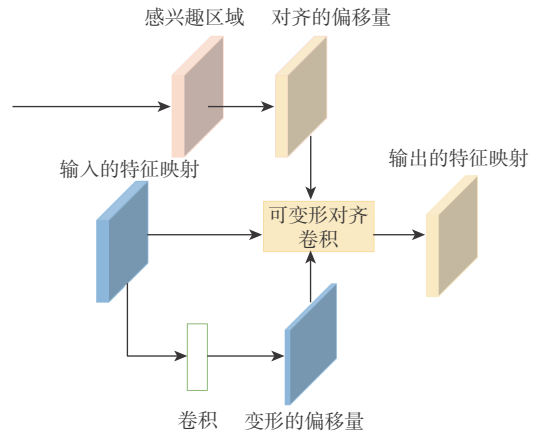 感兴趣区域
对齐的偏移量
输入的特征映射
输出的特征映射
可变形对齐
卷积
卷积
变形的偏移量